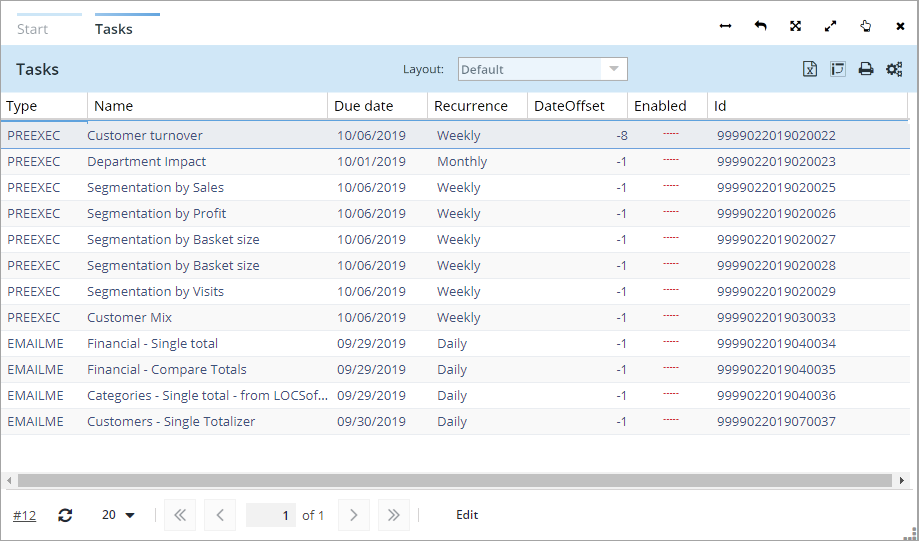 Start Tasks
Tasks Layout: Default
Type Name Due date Recurrence DateOffset Enabled Id
PREEXEC Customer turnover 10/06/2019 Weekly -8 ----- 9999022019020022
PREEXEC Department Impact 10/01/2019 Monthly -1 ----- 9999022019020023
PREEXEC Segmentation by Sales 10/06/2019 Weekly -1 ----- 9999022019020025
PREEXEC Segmentation by Profit 10/06/2019 Weekly -1 ----- 9999022019020026
PREEXEC Segmentation by Basket size 10/06/2019 Weekly -1 ----- 9999022019020027
PREEXEC Segmentation by Basket size 10/06/2019 Weekly -1 ----- 9999022019020028
PREEXEC Segmentation by Visits 10/06/2019 Weekly -1 ----- 9999022019020029
PREEXEC Customer Mix 10/06/2019 Weekly -1 ----- 9999022019030033
EMAILME Financial - Single total 09/29/2019 Daily -1 ----- 9999022019040034
EMAILME Financial - Compare Totals 09/29/2019 Daily -1 ----- 9999022019040035
EMAILME Categories - Single total - from LOCSof... 09/29/2019 Daily -1 ----- 9999022019040036
EMAILME Customers - Single Totalizer 09/30/2019 Daily -1 ----- 9999022019070037
#12 20 1 of 1 Edit